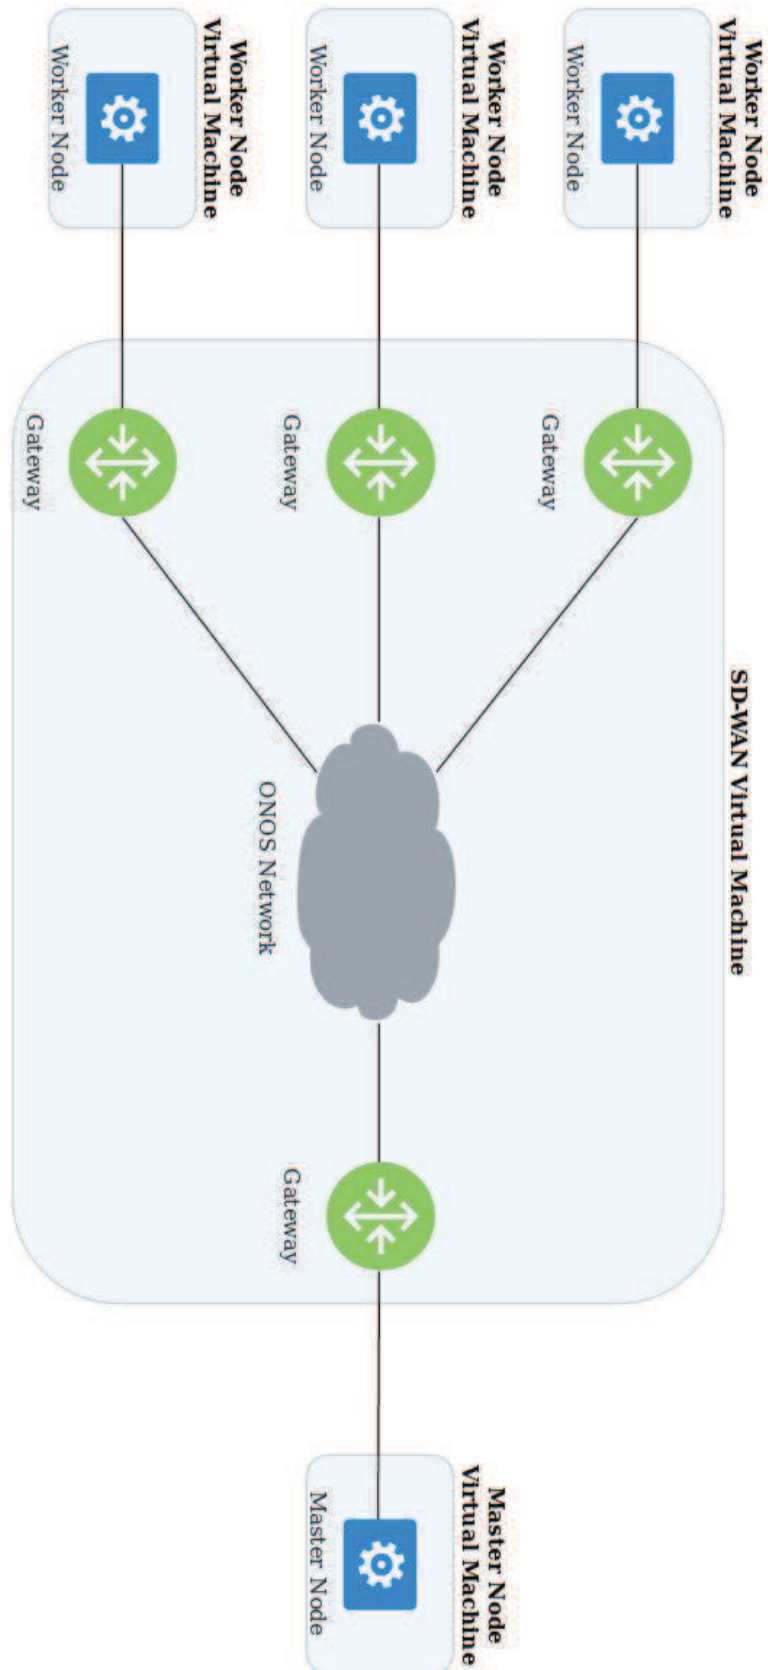 Worker Node
Virtual Machine
SD-WAN Virtual Machine
Worker Node
Gateway
Worker Node
Virtual Machine
Master Node
Virtual Machine
Worker Node
Master Node
Gateway
Gateway
ONOS Network
Worker Node
Virtual Machine
Worker Node
Gateway